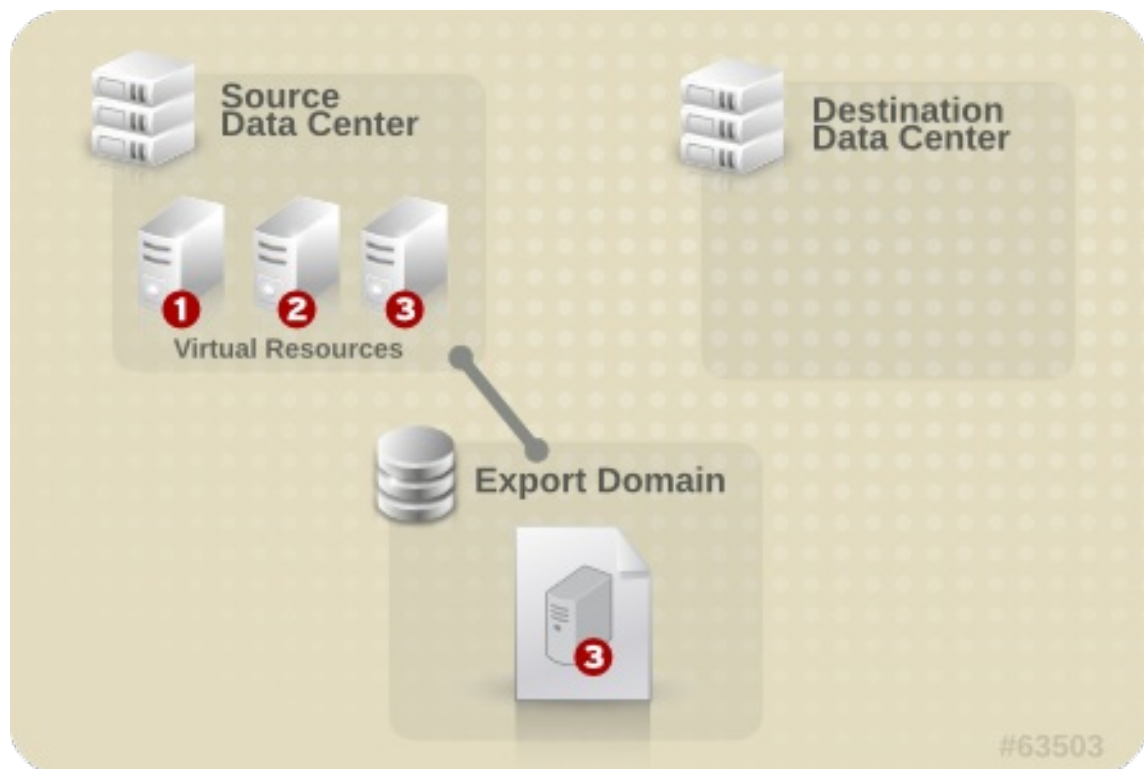 Source
Data Center
Destination
Data Center
1
2
3
Virtual Resources
Export Domain
3
#63503